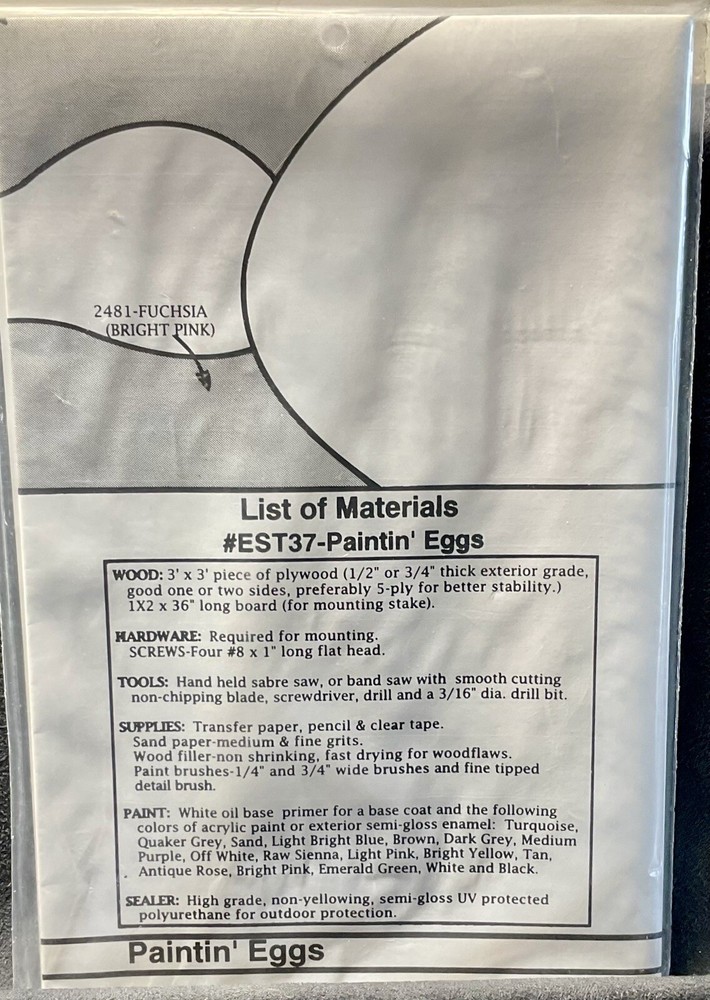 2481-FUCHSIA
(BRIGHT PINK)
List of Materials
#EST37-Paintin' Eggs
WOOD: 3' x 3' piece of plywood (1/2" or 3/4" thick exterior grade,
good one or two sides, preferably 5-ply for better stability.)
1X2 x 36" long board (for mounting stake).
HARDWARE: Required for mounting.
SCREWS-Four #8 x 1" long flat head.
TOOLS: Hand held sabre saw, or band saw with smooth cutting
non-chipping blade, screwdriver, drill and a 3/16" dia. drill bit.
SUPPLIES: Transfer paper, pencil & clear tape.
Sand paper-medium & fine grits.
Wood filler-non shrinking, fast drying for woodflaws.
Paint brushes-1/4" and 3/4" wide brushes and fine tipped
detail brush.
PAINT: White oil base primer for a base coat and the following
colors of acrylic paint or exterior semi-gloss enamel: Turquoise,
Quaker Grey, Sand, Light Bright Blue, Brown, Dark Grey, Medium
Purple, Off White, Raw Sienna, Light Pink, Bright Yellow, Tan,
Antique Rose, Bright Pink, Emerald Green, White and Black.
SEALER: High grade, non-yellowing, semi-gloss UV protected
polyurethane for outdoor protection.
Paintin' Eggs